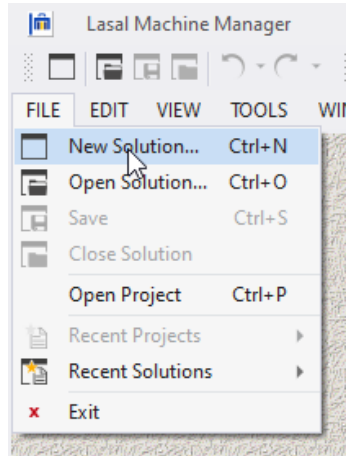 Lasal Machine Manager
FILE EDIT VIEW TOOLS
New Solution... Ctrl+N
Open Solution... Ctrl+O
Save Ctrl+S
Close Solution
Open Project Ctrl+P
Recent Projects
Recent Solutions
Exit